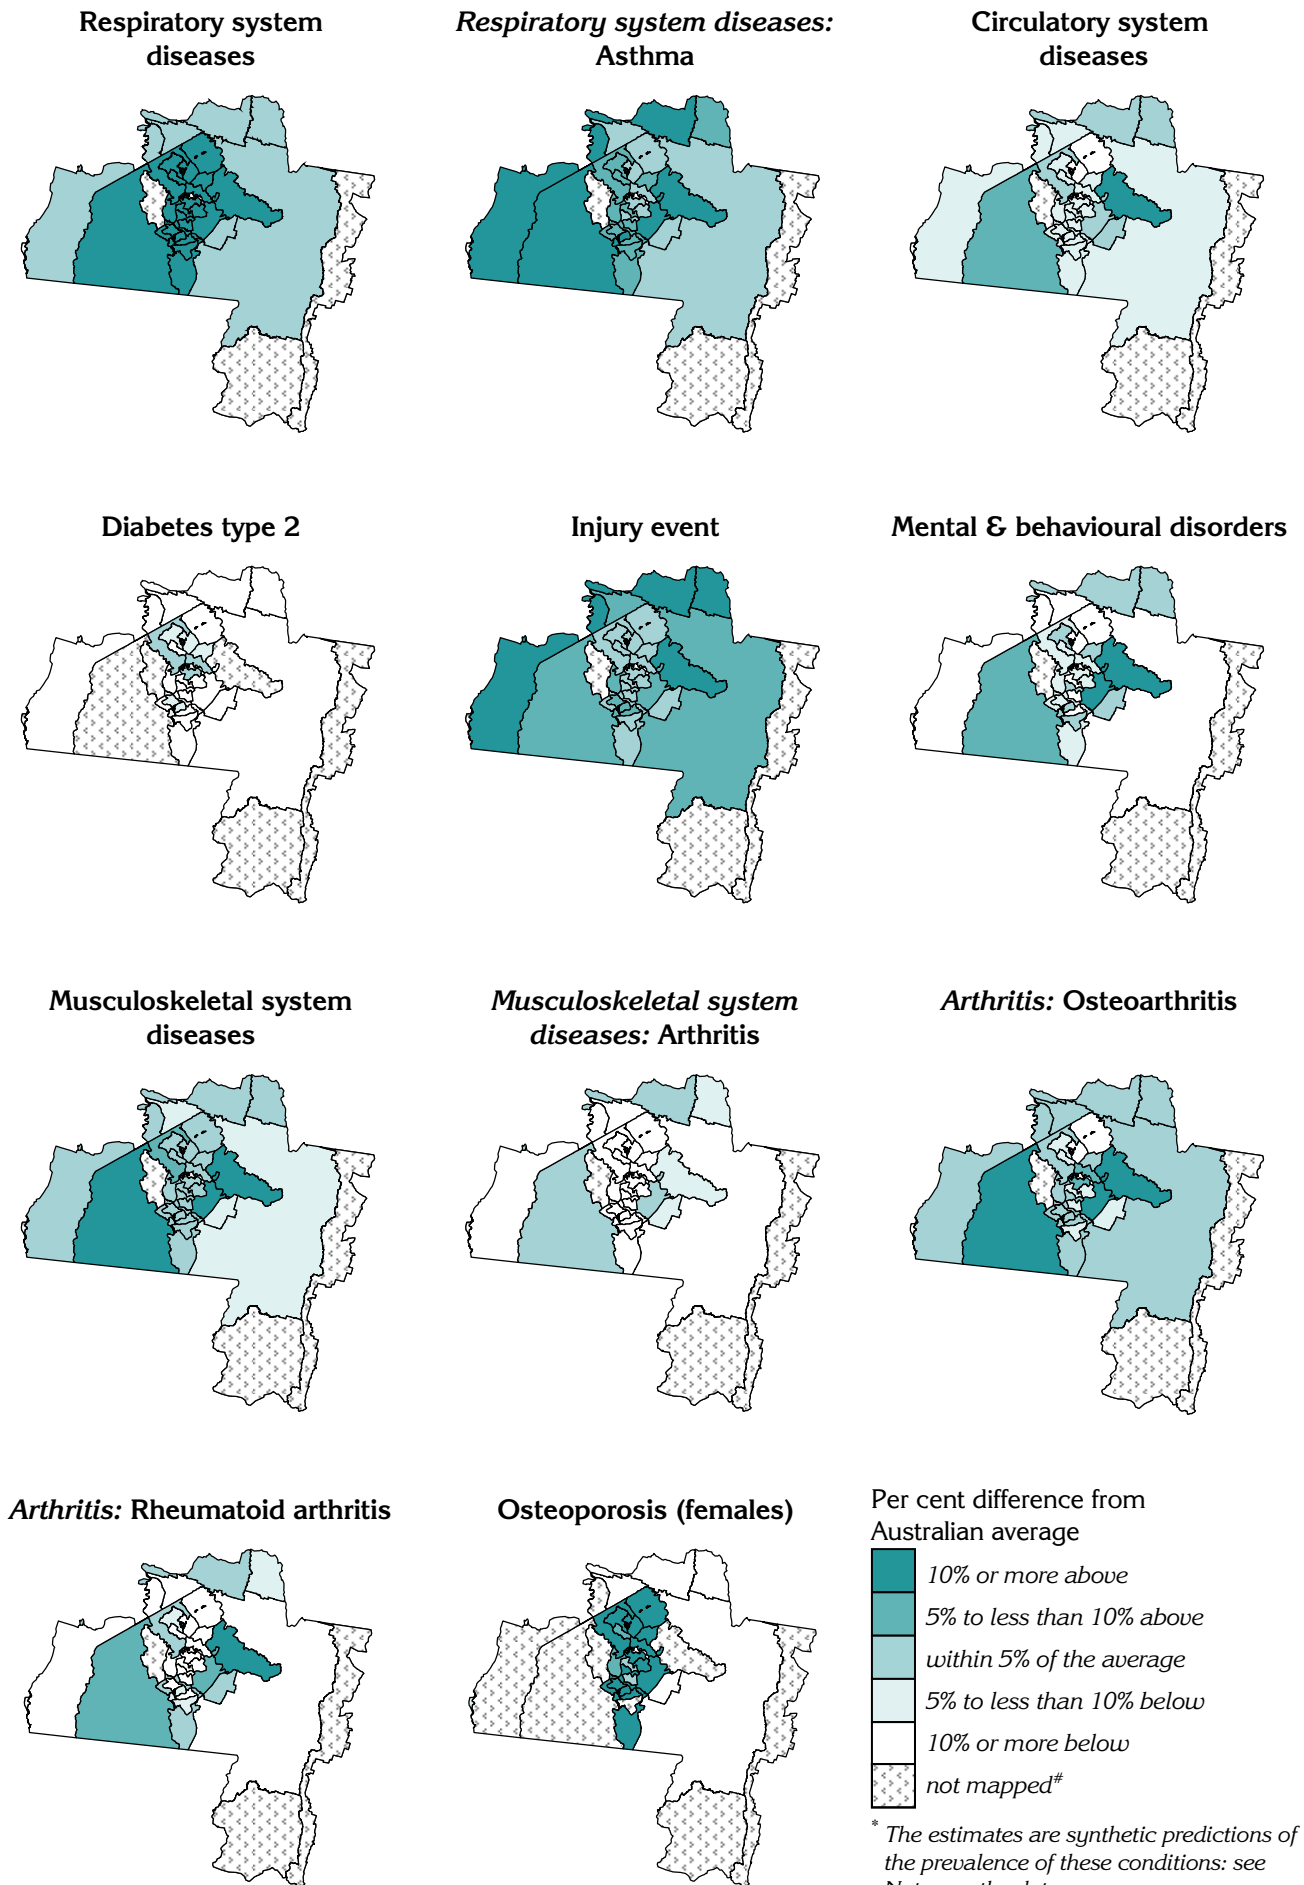 Respiratory system
diseases
Respiratory system diseases:
Asthma
Circulatory system
diseases
Diabetes type 2
Injury event
Mental & behavioural disorders
Musculoskeletal system
diseases
Musculoskeletal system
diseases: Arthritis
Arthritis: Osteoarthritis
Arthritis: Rheumatoid arthritis
Osteoporosis (females)
Per cent difference from
Australian average
10% or more above
5% to less than 10% above
within 5% of the average
5% to less than 10% below
10% or more below
not mapped#
* The estimates are synthetic predictions of
the prevalence of these conditions: see